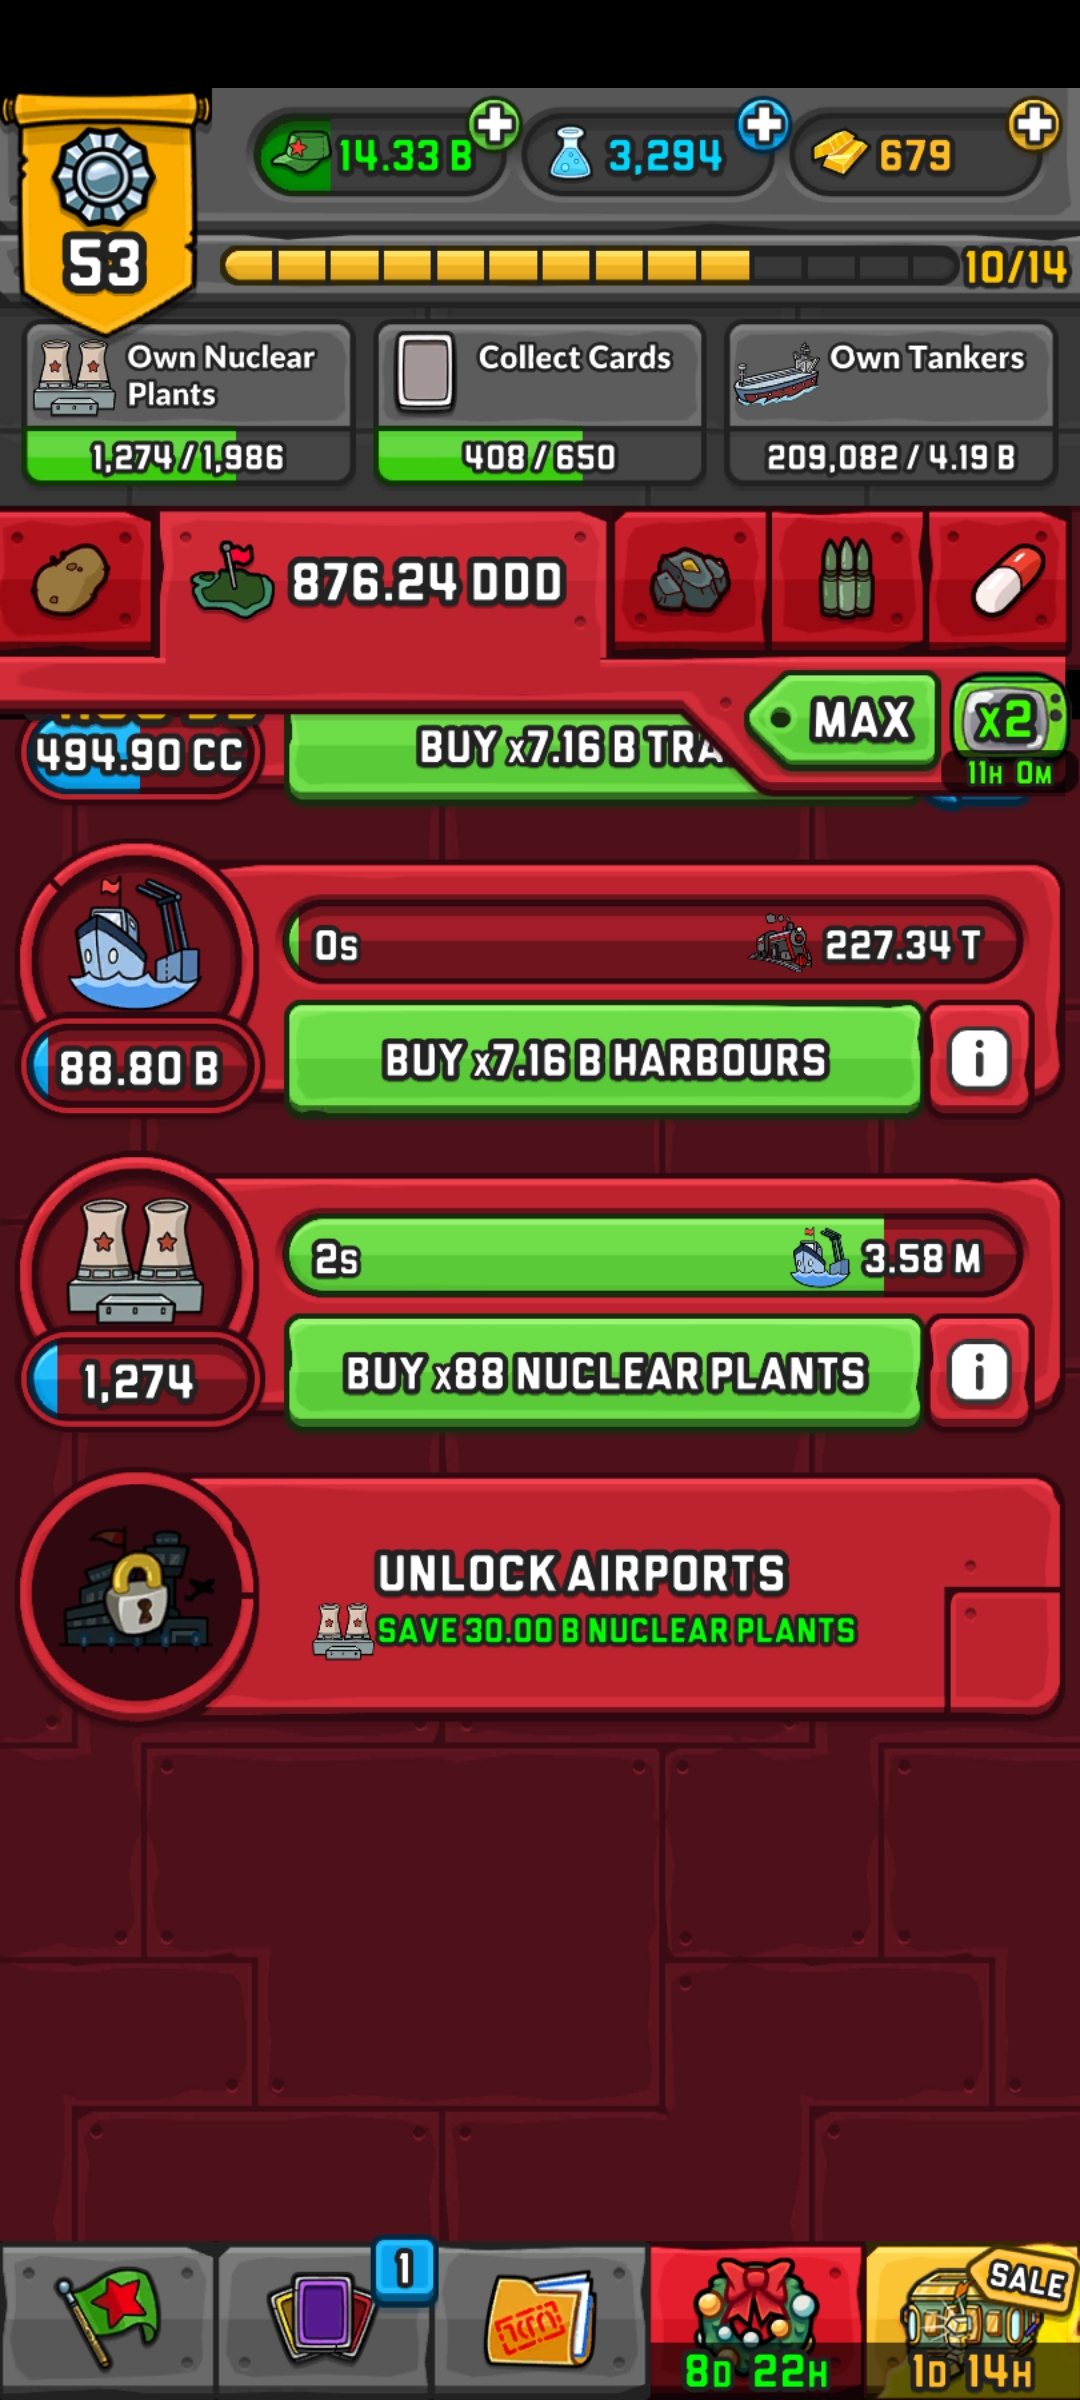 53
14.33 B
3,294
679
10/14
Own Nuclear
Plants
1,274 / 1,986
Collect Cards
408 / 650
Own Tankers
209,082 / 4.19 B
876.24 DDD
MAX
x2
11H 0M
494.90 CC
BUY x7.16 B TRA
0s
227.34 T
88.80 B
BUY x7.16 B HARBOURS
i
2s
3.58 M
1,274
BUY x88 NUCLEAR PLANTS
i
UNLOCK AIRPORTS
SAVE 30.00 B NUCLEAR PLANTS
1
8D 22H
SALE
1D 14H